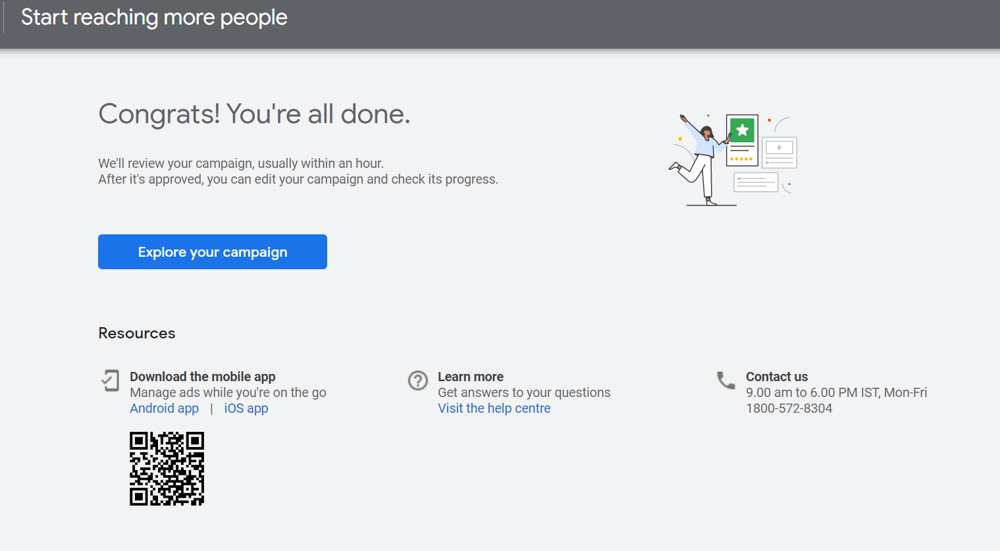 Start reaching more people
Congrats! You're all done.
We'll review your campaign, usually within an hour.
After it's approved, you can edit your campaign and check its progress.
Explore your campaign
Resources
Download the mobile app
Manage ads while you're on the go
Android app | iOS app
Learn more
Get answers to your questions
Visit the help centre
Contact us
9.00 am to 6.00 PM IST, Mon-Fri
1800-572-8304